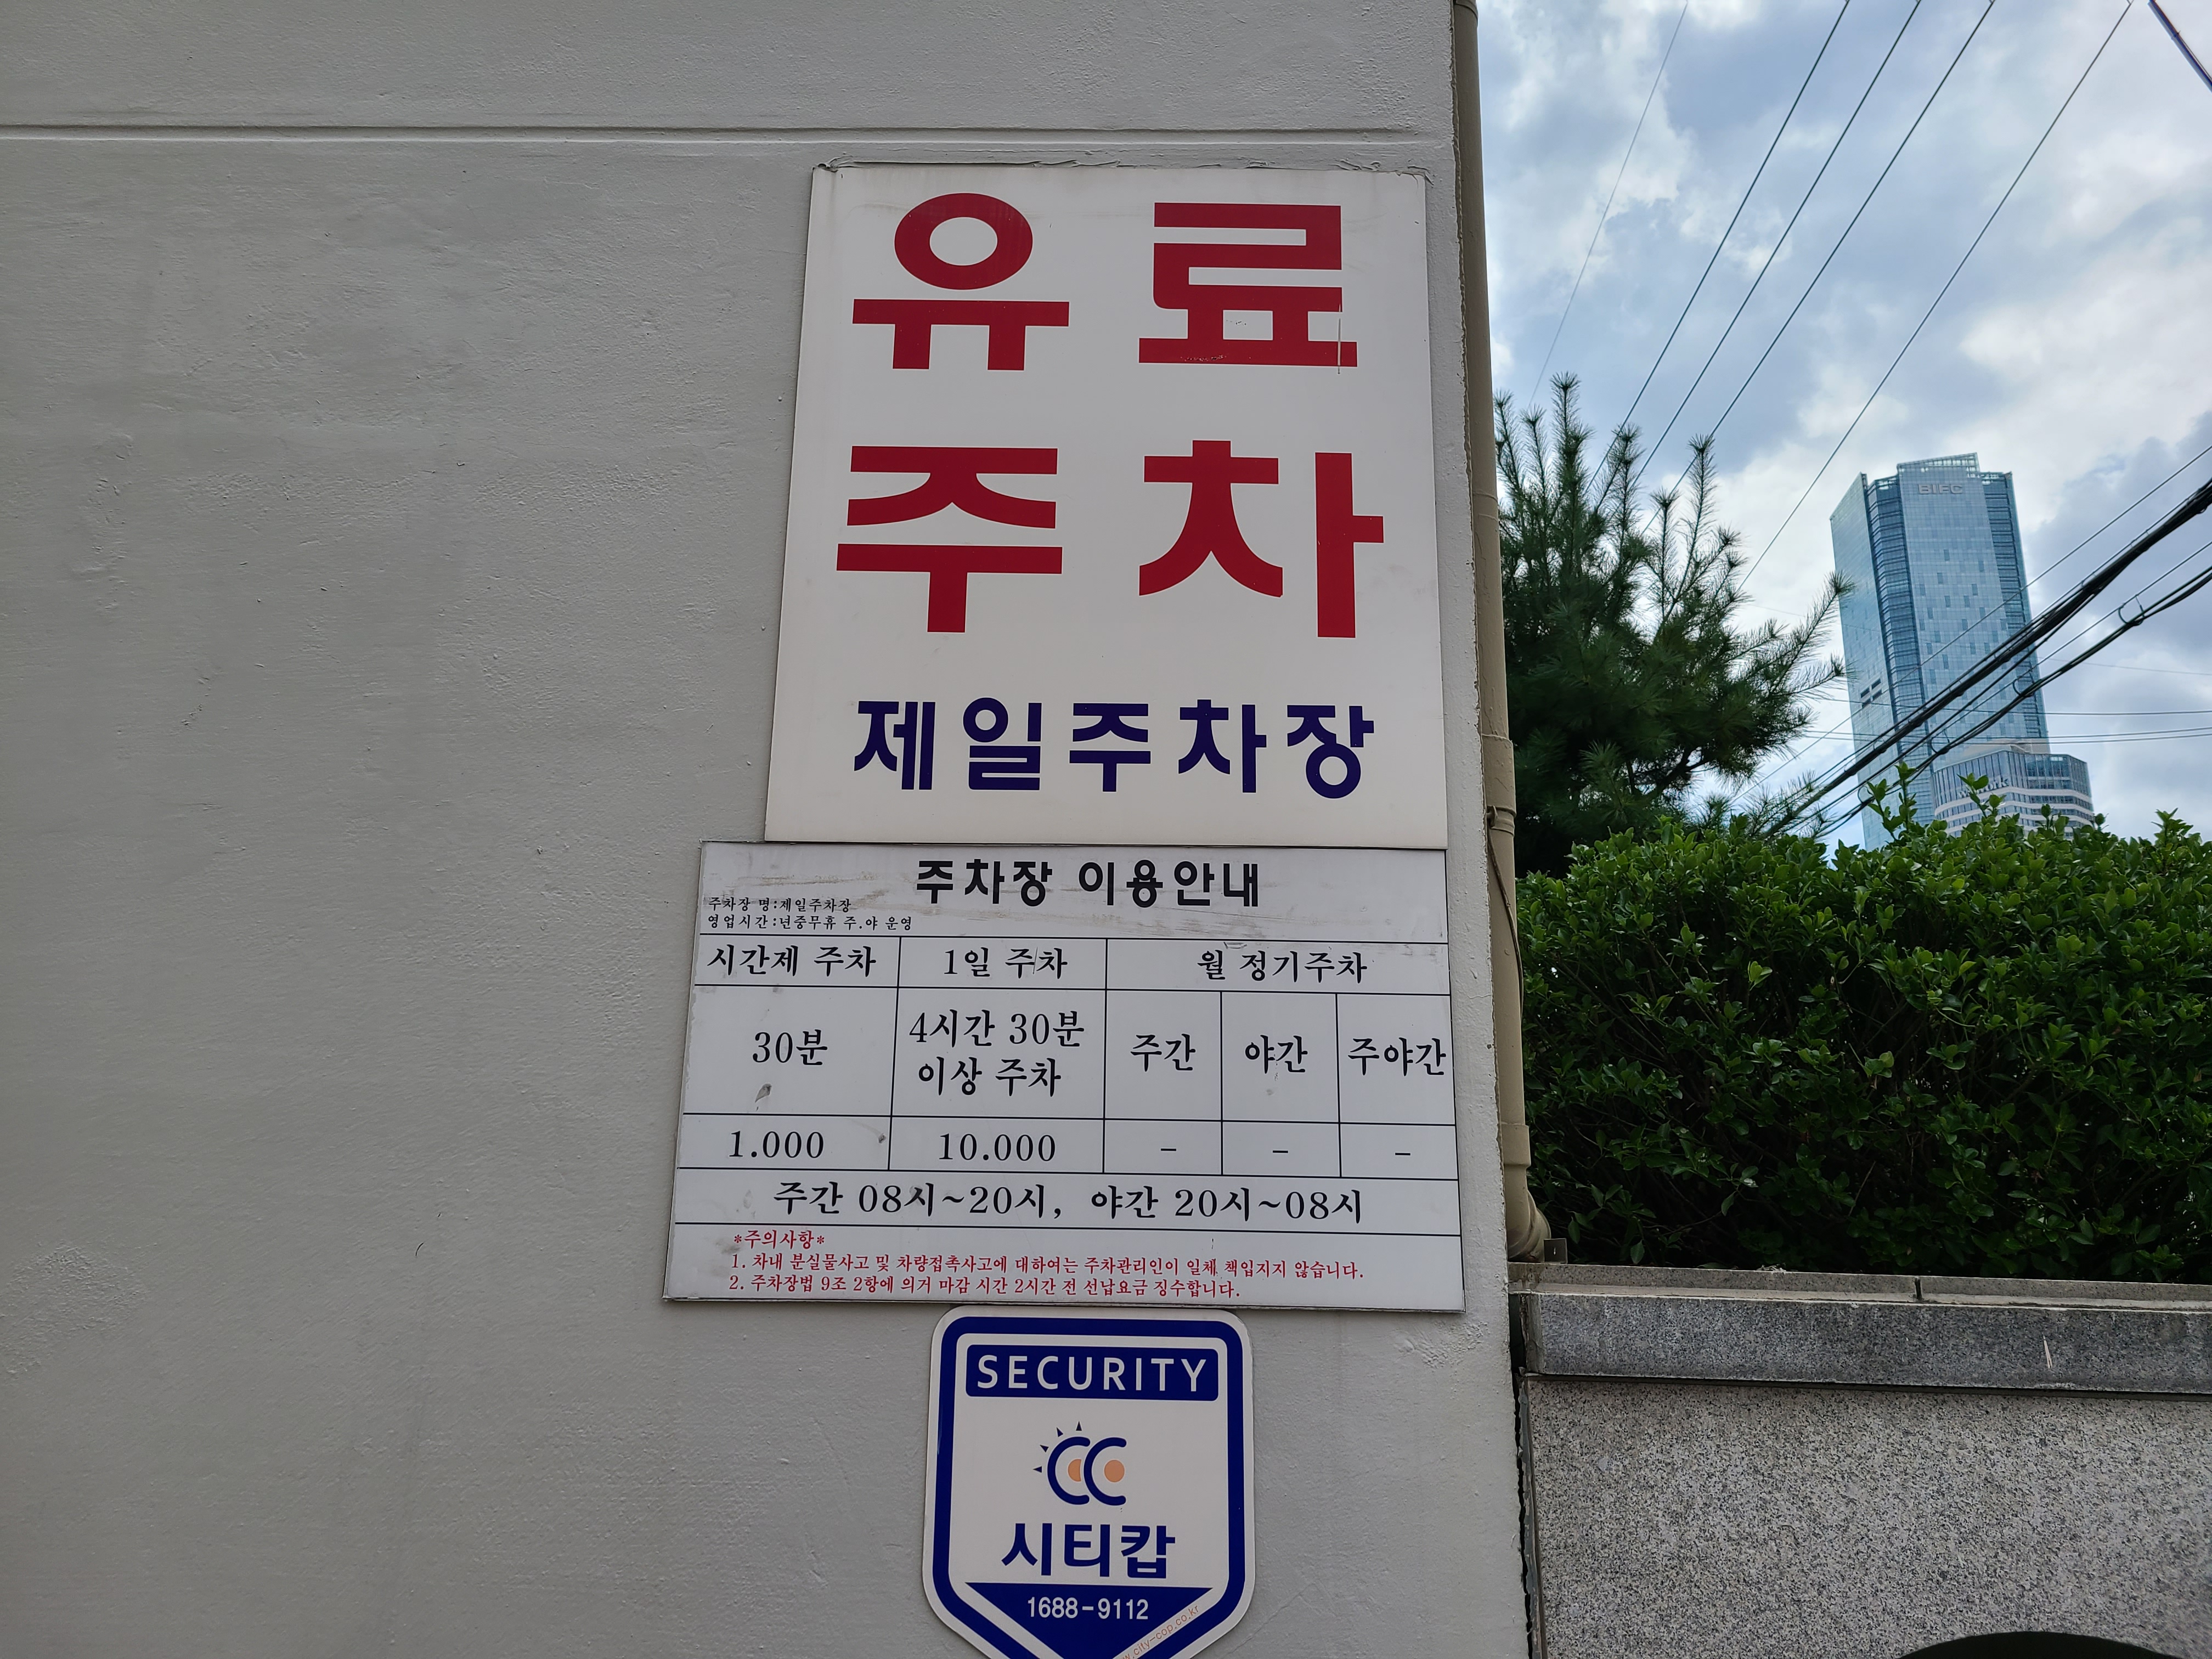 유료
주차
제일주차장
주차장 이용안내
주차장 명:제일주차장
영업시간:년중무휴 주.야 운영
시간제 주차 1일 주차 월 정기주차
30분 4시간 30분 이상 주차 주간 야간 주야간
1.000 10.000 - - -
주간 08시~20시, 야간 20시~08시
*주의사항*
1. 차내 분실물사고 및 차량접촉사고에 대하여는 주차관리인이 일체 책입지지 않습니다.
2. 주차장법 9조 2항에 의거 마감 시간 2시간 전 선납요금 징수합니다.
SECURITY
CC
시티캅
1688-9112
city-cop.co.kr
BIFC